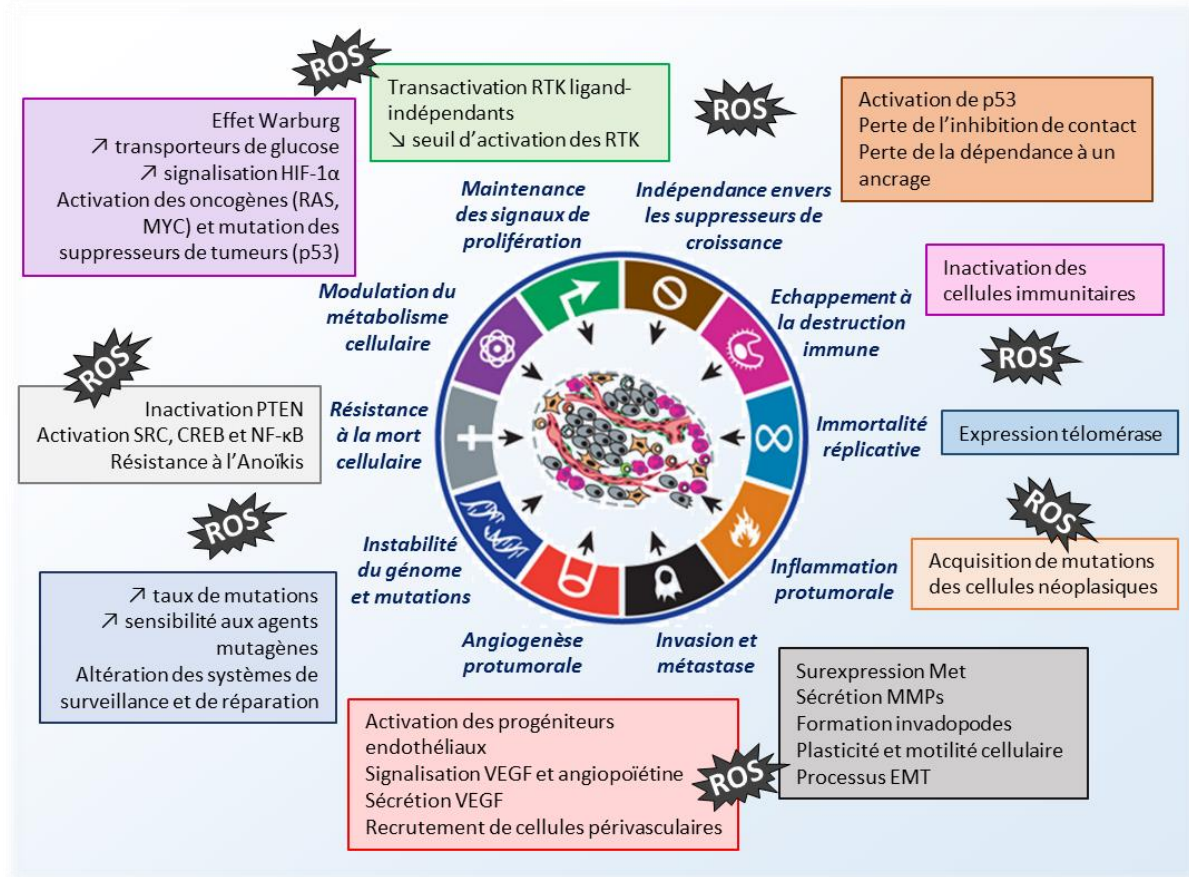 ROS
Transactivation RTK ligand-
indépendants
↘ seuil d’activation des RTK
ROS
Activation de p53
Perte de l’inhibition de contact
Perte de la dépendance à un
ancrage
Effet Warburg
↗ transporteurs de glucose
↗ signalisation HIF-1α
Activation des oncogènes (RAS,
MYC) et mutation des
suppresseurs de tumeurs (p53)
Maintenance
des signaux de
prolifération
Indépendance envers
les suppresseurs de
croissance
Inactivation des
cellules immunitaires
Modulation du
métabolisme
cellulaire
Echappement à
la destruction
immune
ROS
ROS
Inactivation PTEN
Activation SRC, CREB et NF-κB
Résistance à l’Anoïkis
Résistance
à la mort
cellulaire
Immortalité
réplicative
Expression télomérase
ROS
ROS
Instabilité
du génome
et mutations
Inflammation
protumorale
Acquisition de mutations
des cellules néoplasiques
↗ taux de mutations
↗ sensibilité aux agents
mutagènes
Altération des systèmes de
surveillance et de réparation
Angiogenèse
protumorale
Invasion et
métastase
Activation des progéniteurs
endothéliaux
Signalisation VEGF et angiopoïétine
Sécrétion VEGF
Recrutement de cellules périvasculaires
ROS
Surexpression Met
Sécrétion MMPs
Formation invadopodes
Plasticité et motilité cellulaire
Processus EMT